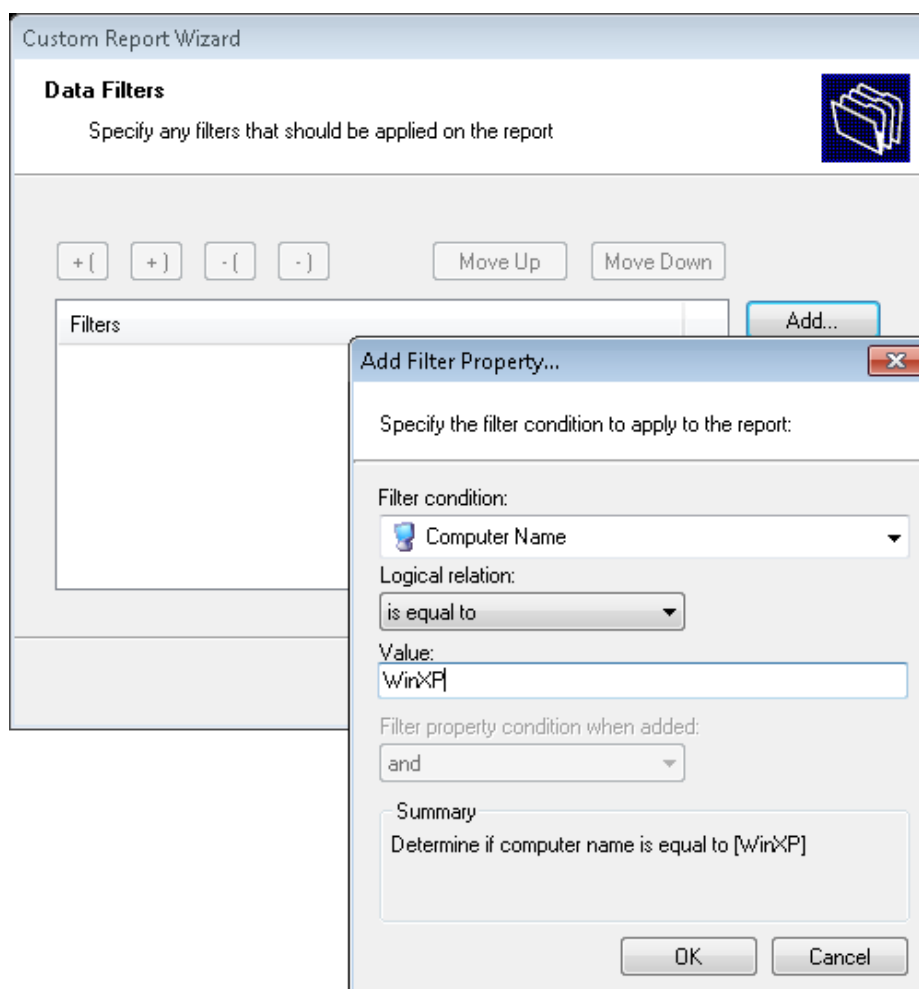 Custom Report Wizard
Data Filters
Specify any filters that should be applied on the report
+ ( + ) - ( - ) Move Up Move Down
Filters Add...
Add Filter Property...
Specify the filter condition to apply to the report:
Filter condition:
Computer Name
Logical relation:
is equal to
Value:
WinXP
Filter property condition when added:
and
Summary
Determine if computer name is equal to [WinXP]
OK Cancel